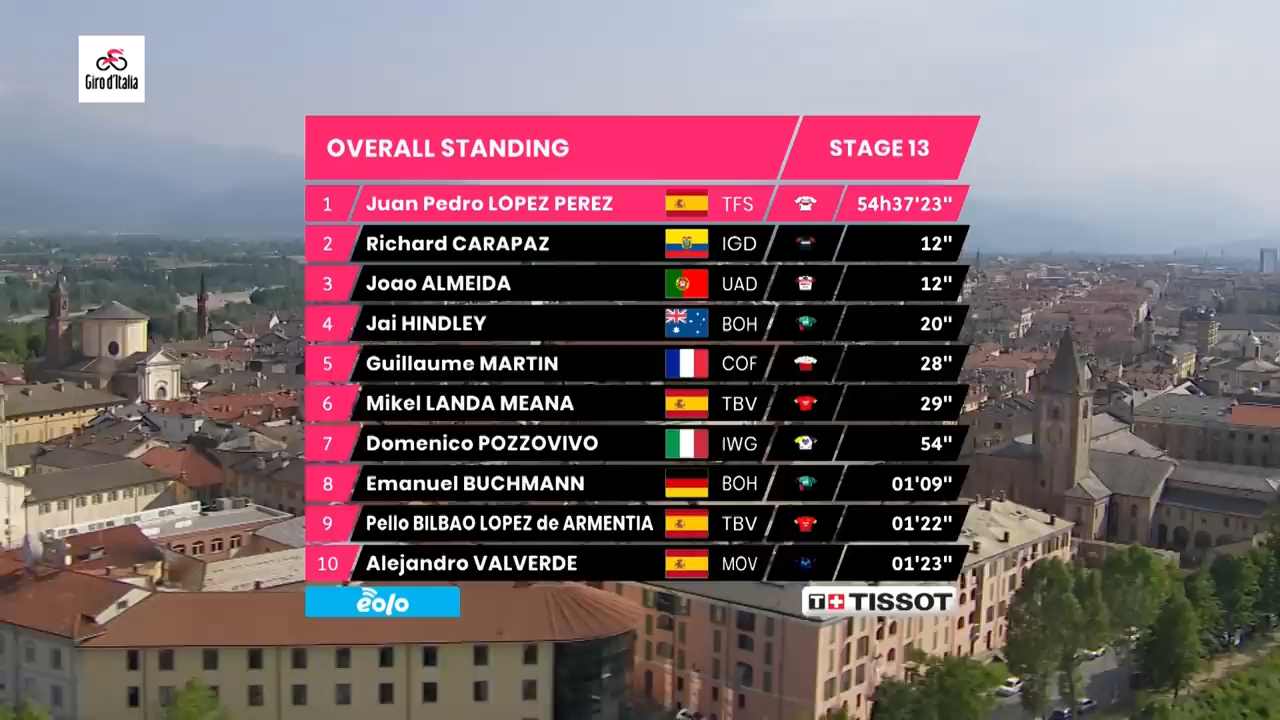 Giro d'Italia
OVERALL STANDING STAGE 13
1 Juan Pedro LOPEZ PEREZ TFS 54h37'23"
2 Richard CARAPAZ IGD 12"
3 Joao ALMEIDA UAD 12"
4 Jai HINDLEY BOH 20"
5 Guillaume MARTIN COF 28"
6 Mikel LANDA MEANA TBV 29"
7 Domenico POZZOVIVO IWG 54"
8 Emanuel BUCHMANN BOH 01'09"
9 Pello BILBAO LOPEZ de ARMENTIA TBV 01'22"
10 Alejandro VALVERDE MOV 01'23"
eolo T+ TISSOT